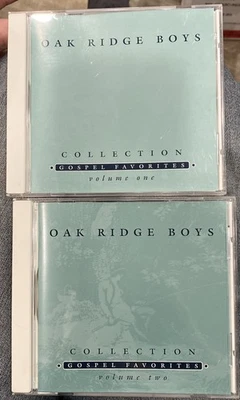 OAK RIDGE BOYS
COLLECTION
• GOSPEL FAVORITES •
volume one
OAK RIDGE BOYS
COLLECTION
• GOSPEL FAVORITES •
volume two